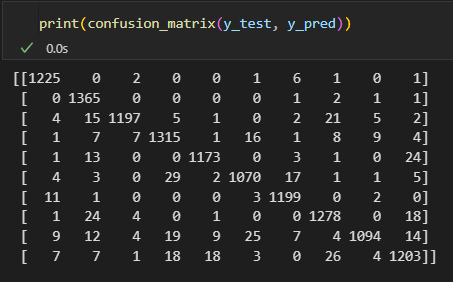 print(confusion_matrix(y_test, y_pred))
0.0s
[[1225 0 2 0 0 1 6 1 0 1]
[ 0 1365 0 0 0 0 1 2 1 1]
[ 4 15 1197 5 1 0 2 21 5 2]
[ 1 7 7 1315 1 16 1 8 9 4]
[ 1 13 0 0 1173 0 3 1 0 24]
[ 4 3 0 29 2 1070 17 1 1 5]
[ 11 1 0 0 0 3 1199 0 2 0]
[ 1 24 4 0 1 0 0 1278 0 18]
[ 9 12 4 19 9 25 7 4 1094 14]
[ 7 7 1 18 18 3 0 26 4 1203]]